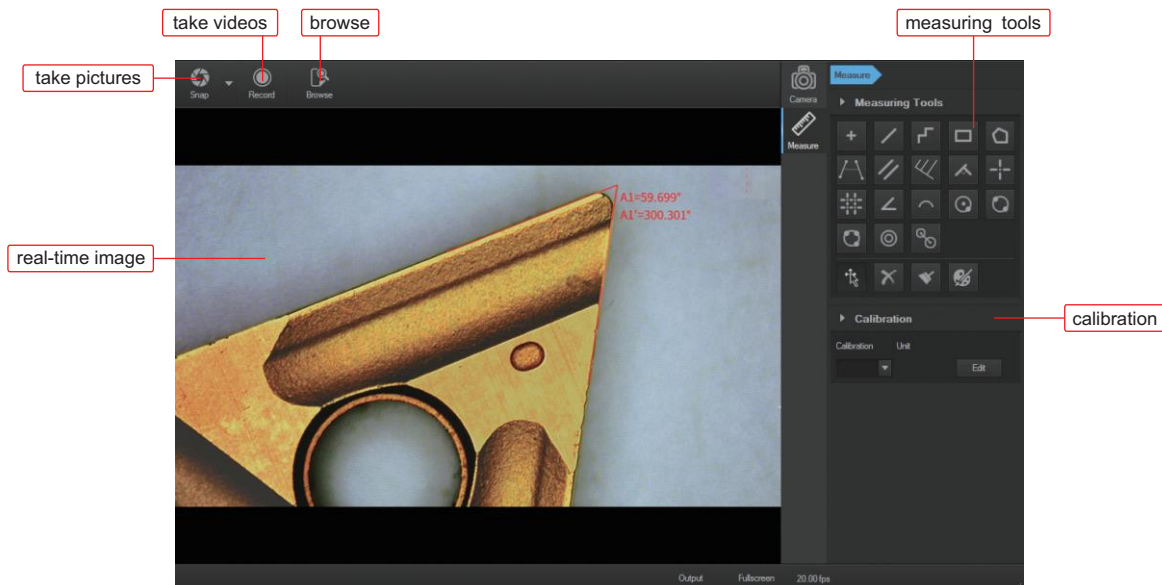 take videos
browse
measuring tools
take pictures
Snap
Record
Browse
Camera
Measure
Measure
Measuring Tools
A1=59.699°
A1'=300.301°
real-time image
Calibration
calibration
Calibration Unit
Edit
Output Fullscreen 20.00 fps